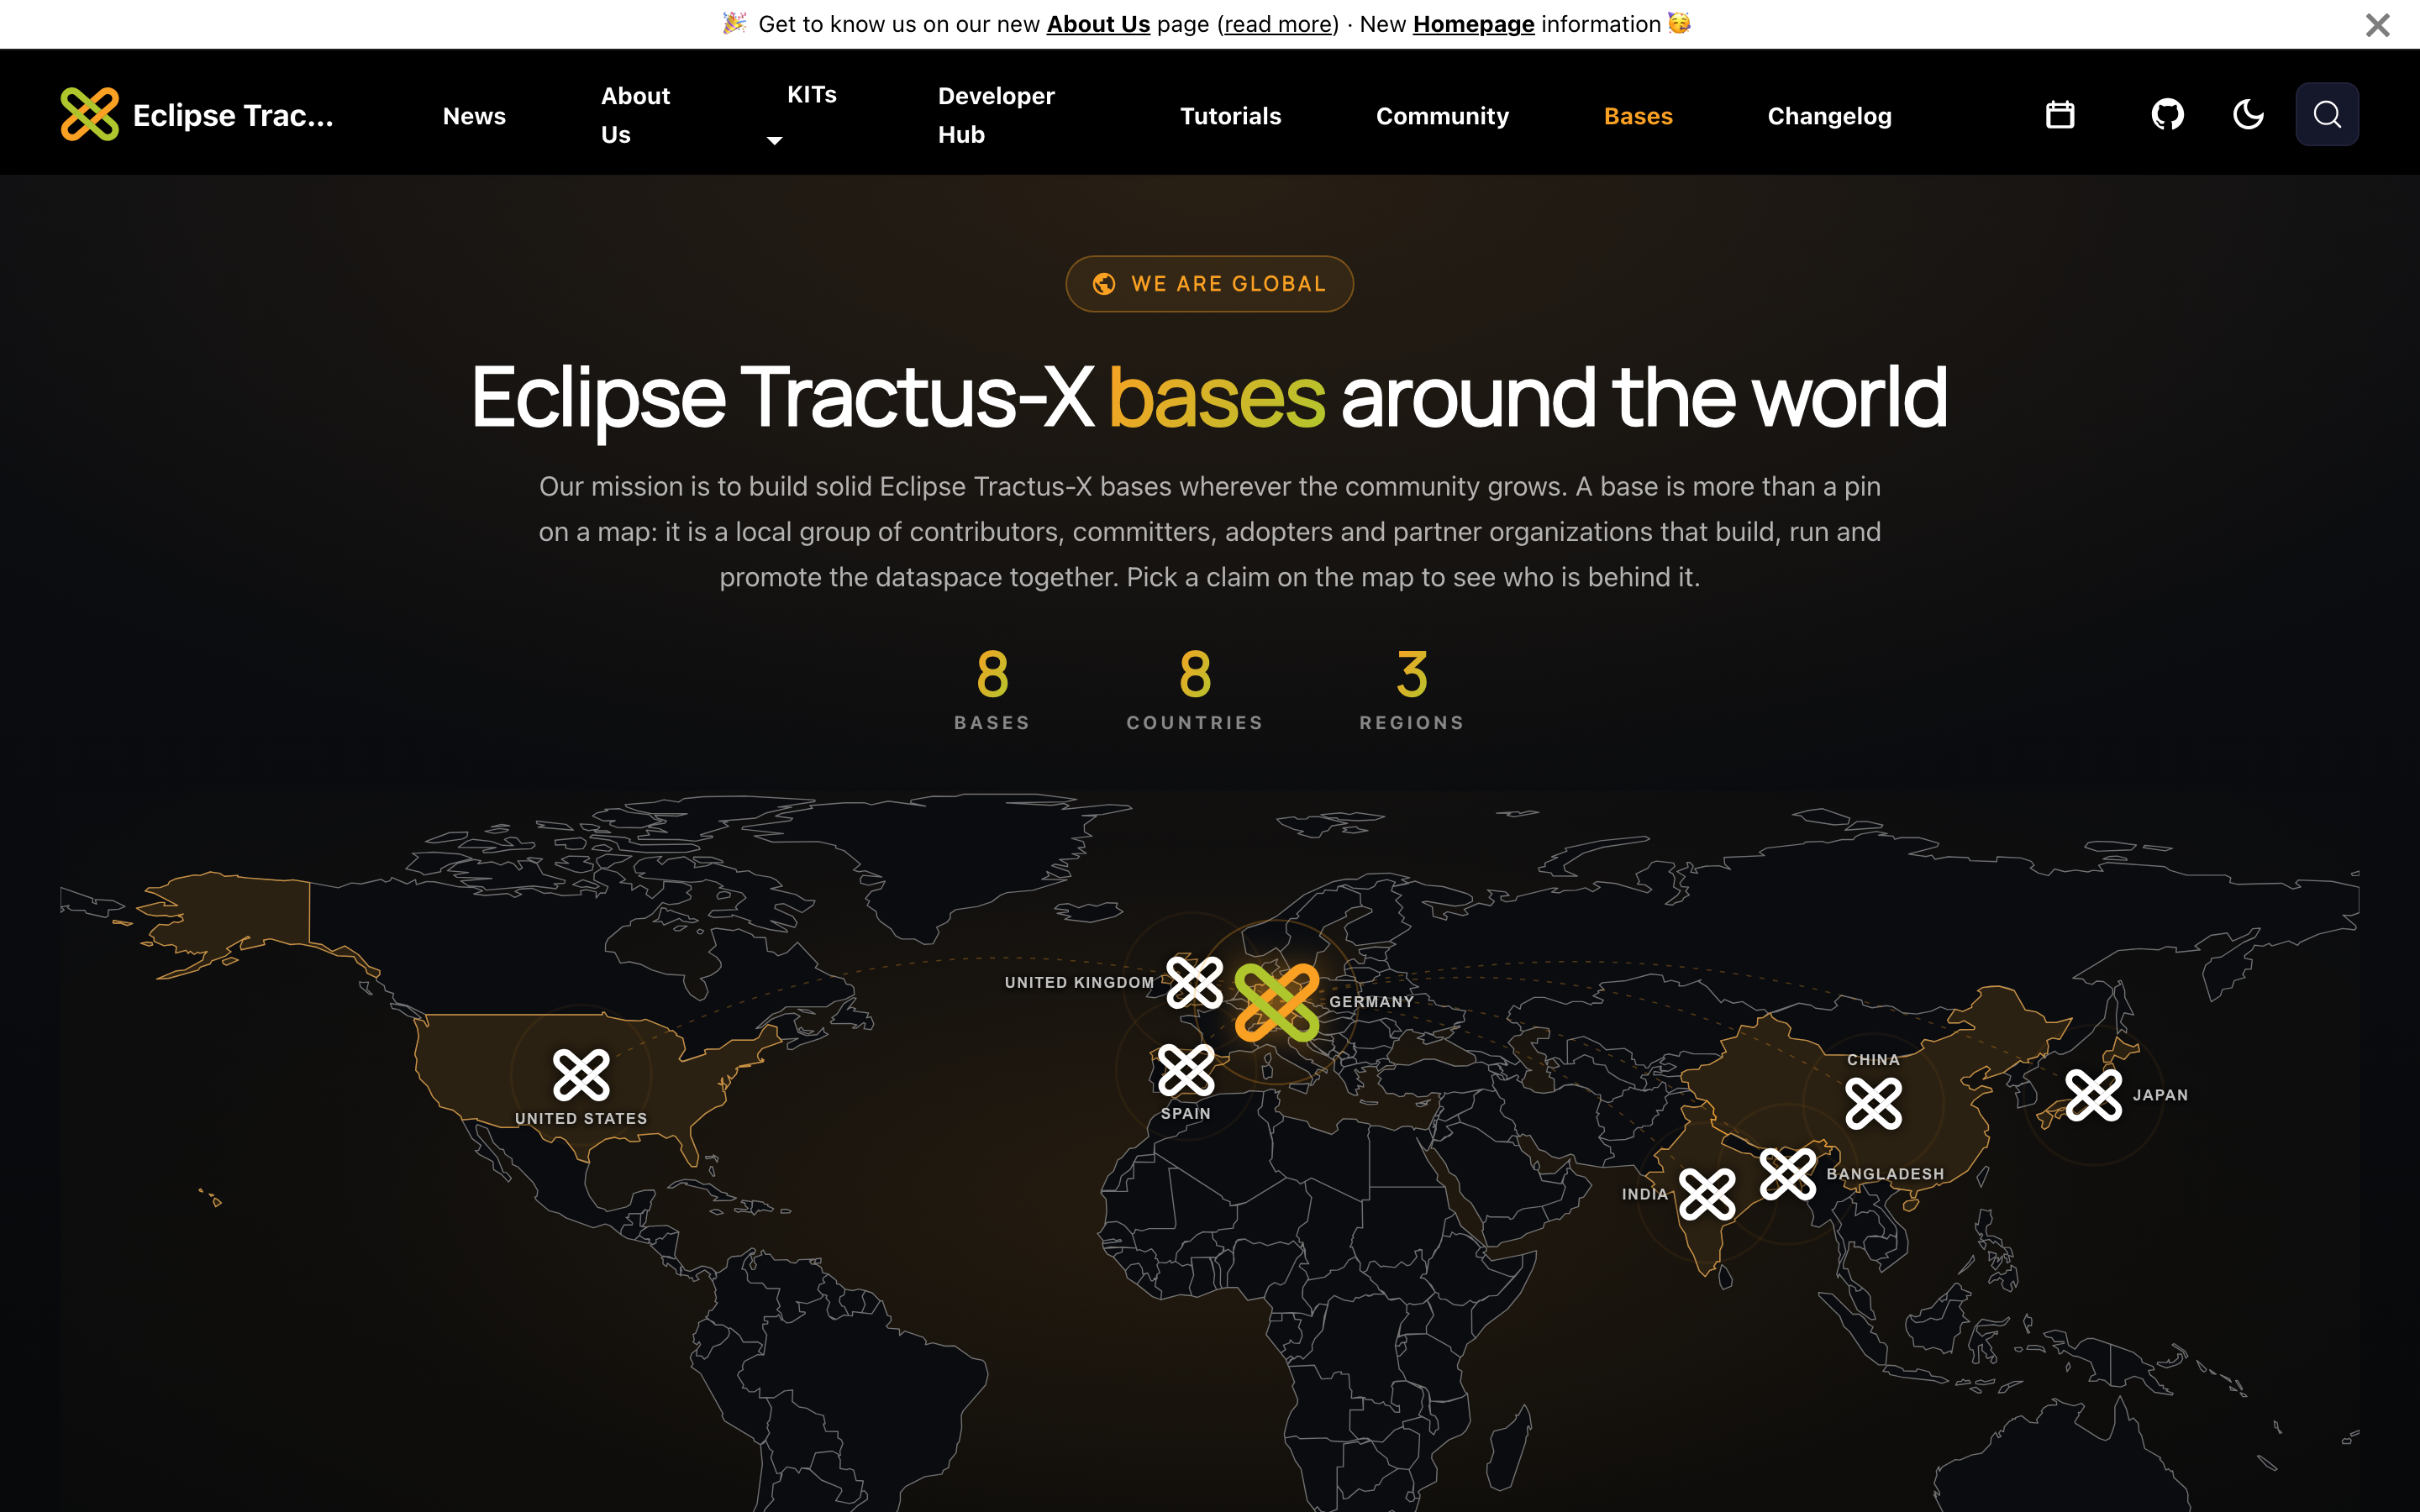 🎉 Get to know us on our new About Us page (read more) · New Homepage information 🥳
Eclipse Trac...
News
About
Us
KITs
Developer
Hub
Tutorials
Community
Bases
Changelog
WE ARE GLOBAL
Eclipse Tractus-X bases around the world
Our mission is to build solid Eclipse Tractus-X bases wherever the community grows. A base is more than a pin
on a map: it is a local group of contributors, committers, adopters and partner organizations that build, run and
promote the dataspace together. Pick a claim on the map to see who is behind it.
8
BASES
8
COUNTRIES
3
REGIONS
UNITED KINGDOM
GERMANY
CHINA
JAPAN
UNITED STATES
SPAIN
BANGLADESH
INDIA